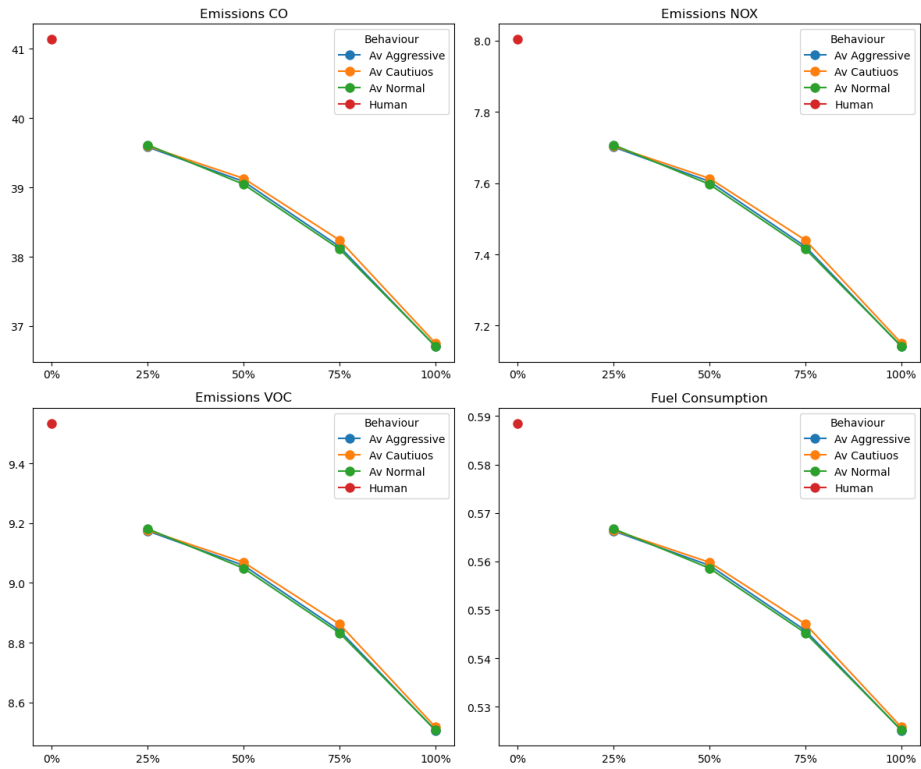 Emissions CO
41
40
39
38
37
0%
25%
50%
75%
100%
Behaviour
Av Aggressive
Av Cautiuos
Av Normal
Human
Emissions NOX
8.0
7.8
7.6
7.4
7.2
0%
25%
50%
75%
100%
Behaviour
Av Aggressive
Av Cautiuos
Av Normal
Human
Emissions VOC
9.4
9.2
9.0
8.8
8.6
0%
25%
50%
75%
100%
Behaviour
Av Aggressive
Av Cautiuos
Av Normal
Human
Fuel Consumption
0.59
0.58
0.57
0.56
0.55
0.54
0.53
0%
25%
50%
75%
100%
Behaviour
Av Aggressive
Av Cautiuos
Av Normal
Human